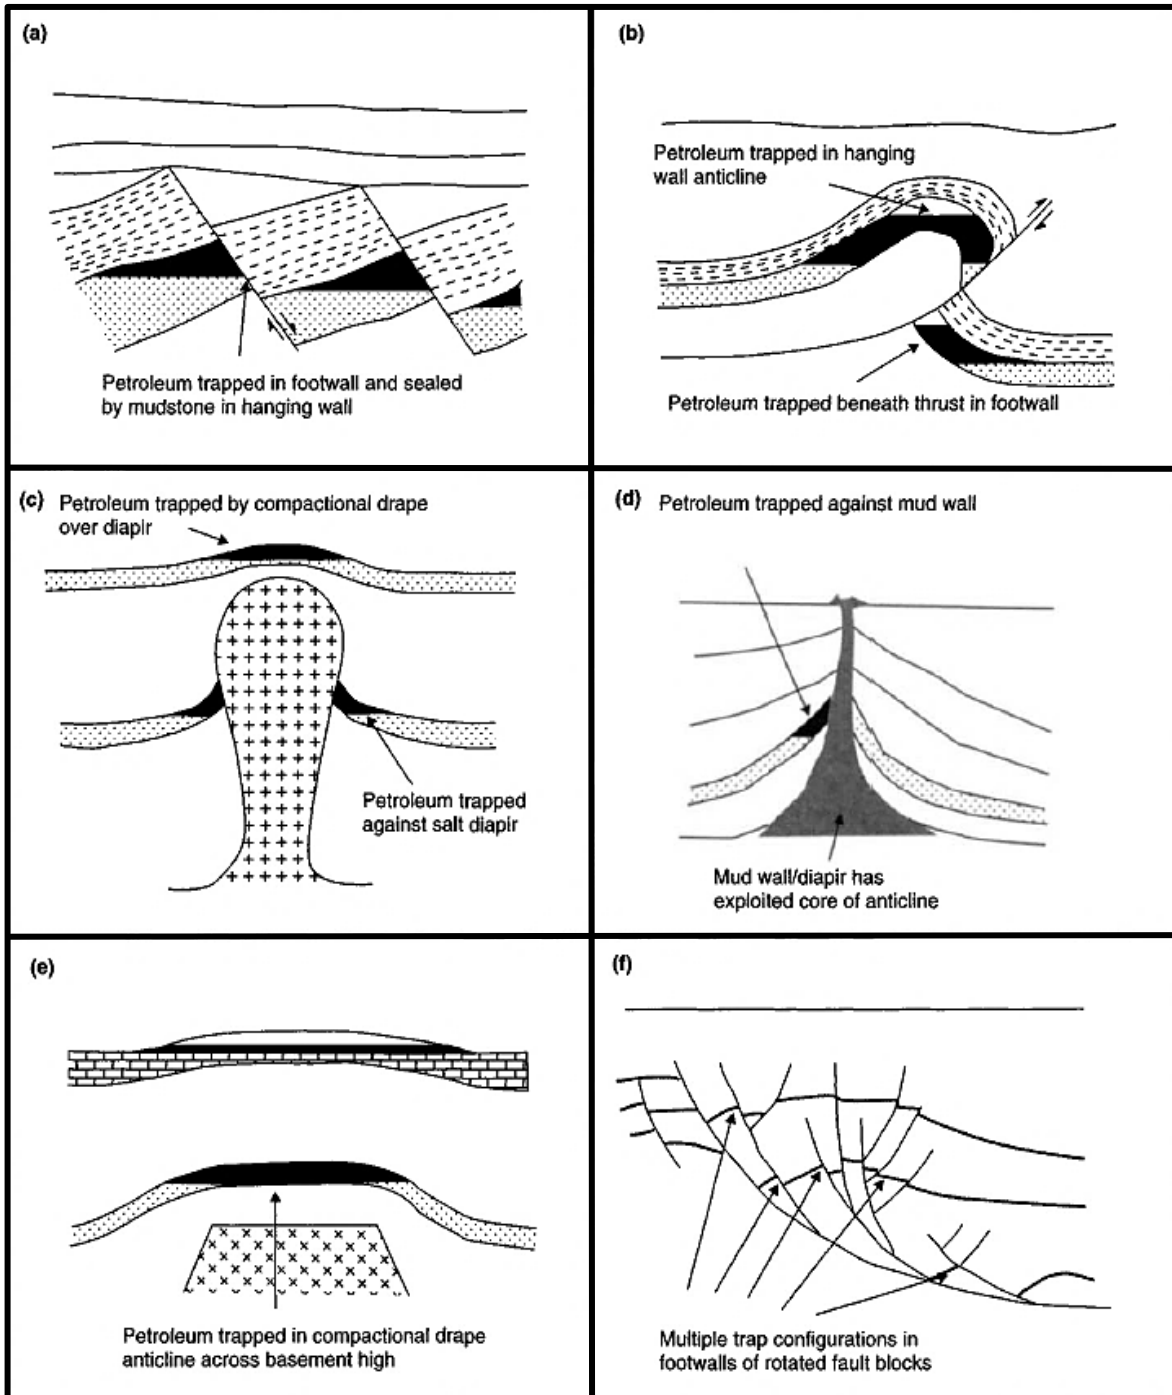 (a)
Petroleum trapped in footwall and sealed
by mudstone in hanging wall
(b)
Petroleum trapped in hanging
wall anticline
Petroleum trapped beneath thrust in footwall
(c)
Petroleum trapped by compactional drape
over diapir
Petroleum trapped
against salt diapir
(d)
Petroleum trapped against mud wall
Mud wall/diapir has
exploited core of anticline
(e)
Petroleum trapped in compactional drape
anticline across basement high
(f)
Multiple trap configurations in
footwalls of rotated fault blocks